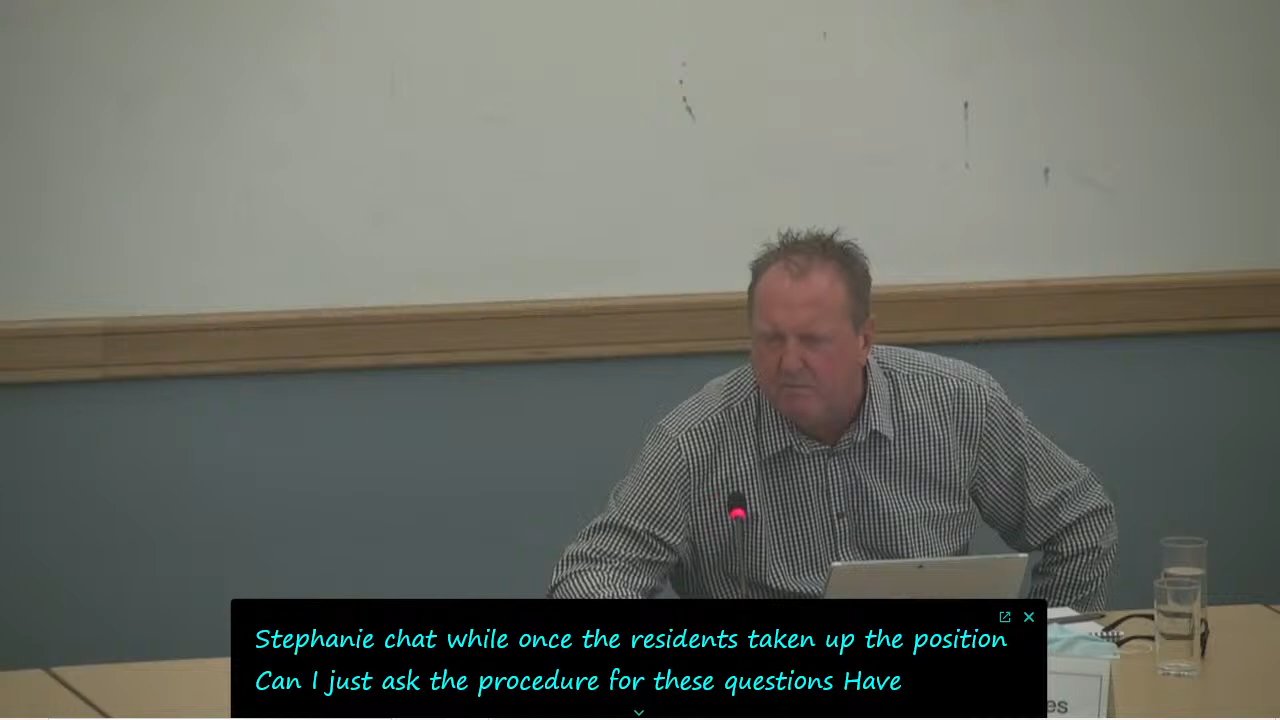 Stephanie chat while once the residents taken up the position
Can I just ask the procedure for these questions Have